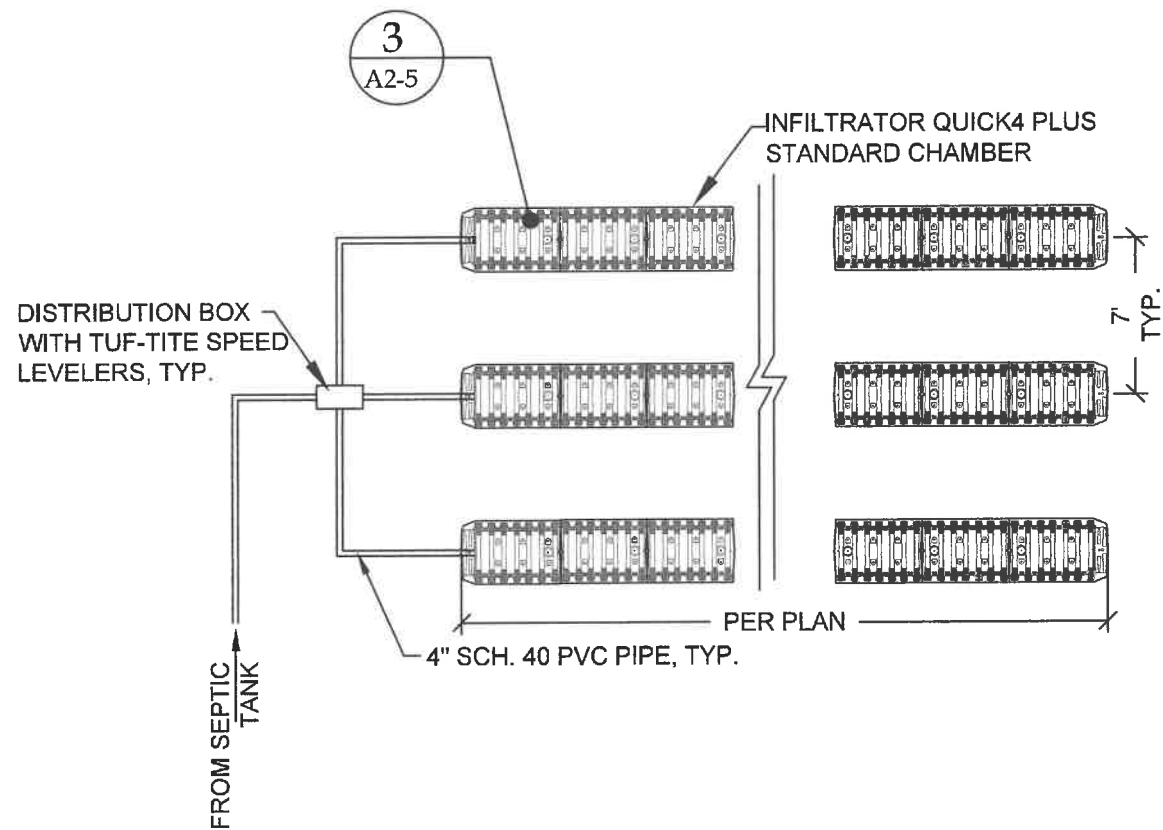 3
A2-5
INFILTRATOR QUICK4 PLUS
STANDARD CHAMBER
DISTRIBUTION BOX
WITH TUF-TITE SPEED
LEVELERS, TYP.
7'
TYP.
PER PLAN
4" SCH. 40 PVC PIPE, TYP.
FROM SEPTIC
TANK